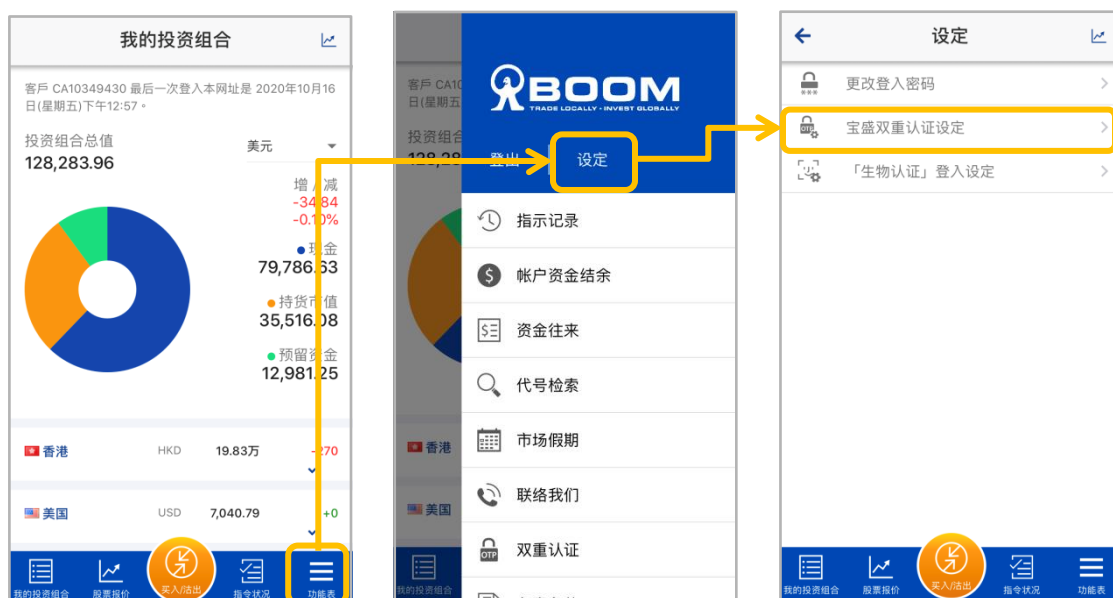 我的投资组合
客戶 CA10349430 最后一次登入本网址是 2020年10月16
日(星期五)下午12:57。
投资组合总值
美元
128,283.96
增 / 减
-34.84
-0.10%
现金
79,786.63
持货市值
35,516.08
预留资金
12,981.25
香港 HKD 19.83万 -270
美国 USD 7,040.79 +0
我的投资组合 股票报价 买入/沽出 指令状况 功能表
客戶 CA10
日(星期五
投资组合
128,28
BOOM
TRADE LOCALLY · INVEST GLOBALLY
登出 设定
指示记录
帐户资金结余
$ 资金往来
代号检索
市场假期
联络我们
OTP 双重认证
香港
美国
我的投资组合
设定
*** 更改登入密码
OTP 宝盛双重认证设定
「生物认证」登入设定
我的投资组合 股票报价 买入/沽出 指令状况 功能表